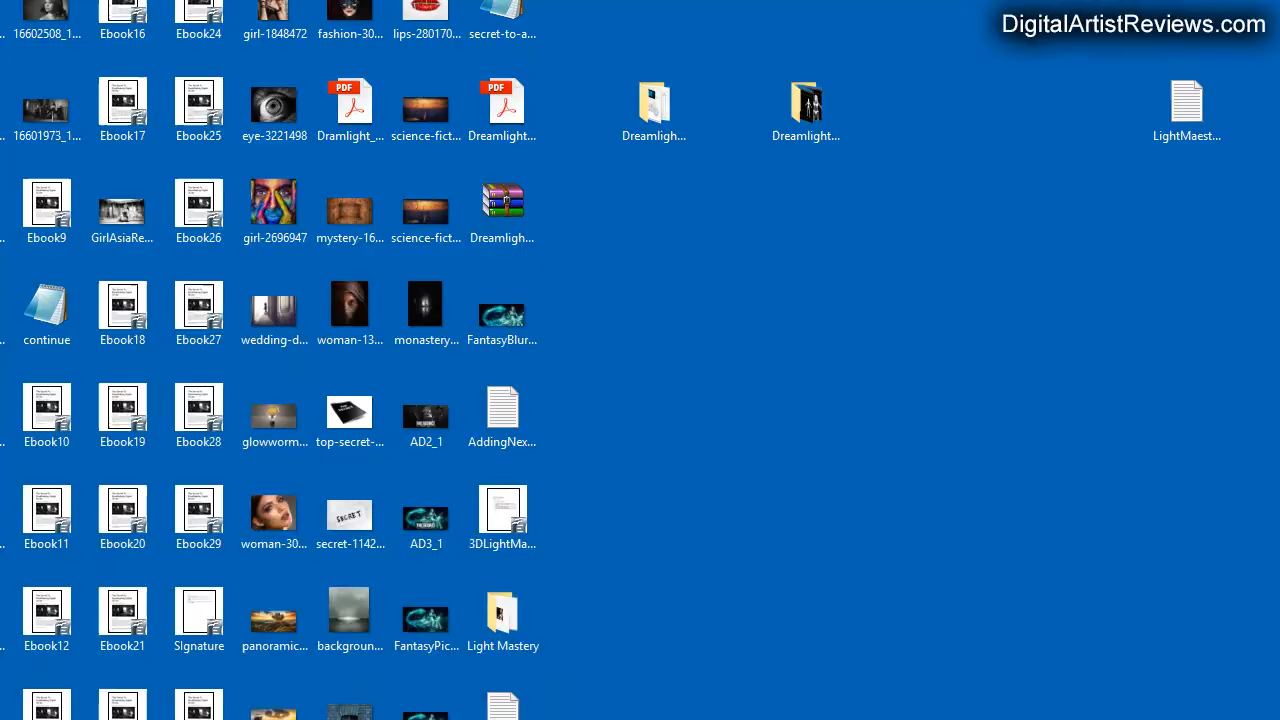 DigitalArtistReviews.com
16602508_1...
Ebook16
Ebook24
girl-1848472
fashion-30...
lips-280170...
secret-to-a...
16601973_1...
Ebook17
Ebook25
eye-3221498
PDF
Dramlight_...
science-fict...
PDF
Dreamlight...
Dreamligh...
Dreamlight...
LightMaest...
Ebook9
GirlAsiaRe...
Ebook26
girl-2696947
mystery-16...
science-fict...
Dreamligh...
continue
Ebook18
Ebook27
wedding-d...
woman-13...
monastery...
FantasyBlur...
Ebook10
Ebook19
Ebook28
glowworm...
top-secret-...
AD2_1
AddingNex...
Ebook11
Ebook20
Ebook29
woman-30...
SECRET
secret-1142...
AD3_1
3DLightMa...
Ebook12
Ebook21
SIgnature
panoramic...
backgroun...
FantasyPic...
Light Mastery